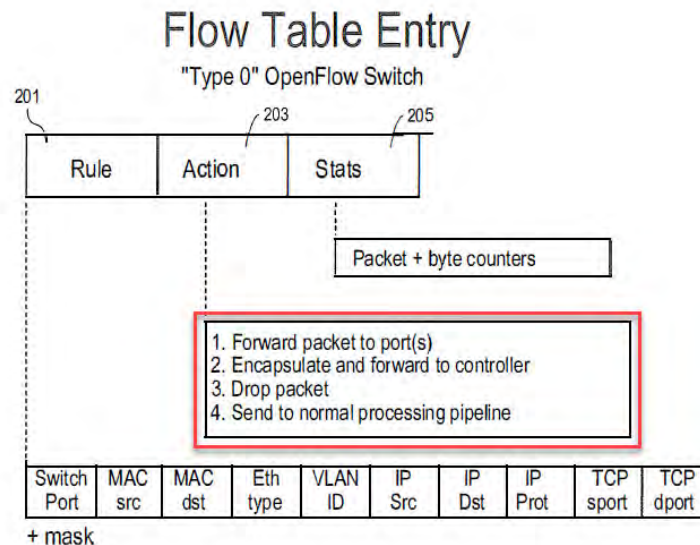 Flow Table Entry
"Type 0" OpenFlow Switch
201
203
205
Rule
Action
Stats
Packet + byte counters
1. Forward packet to port(s)
2. Encapsulate and forward to controller
3. Drop packet
4. Send to normal processing pipeline
Switch Port
MAC src
MAC dst
Eth type
VLAN ID
IP Src
IP Dst
IP Prot
TCP sport
TCP dport
+ mask